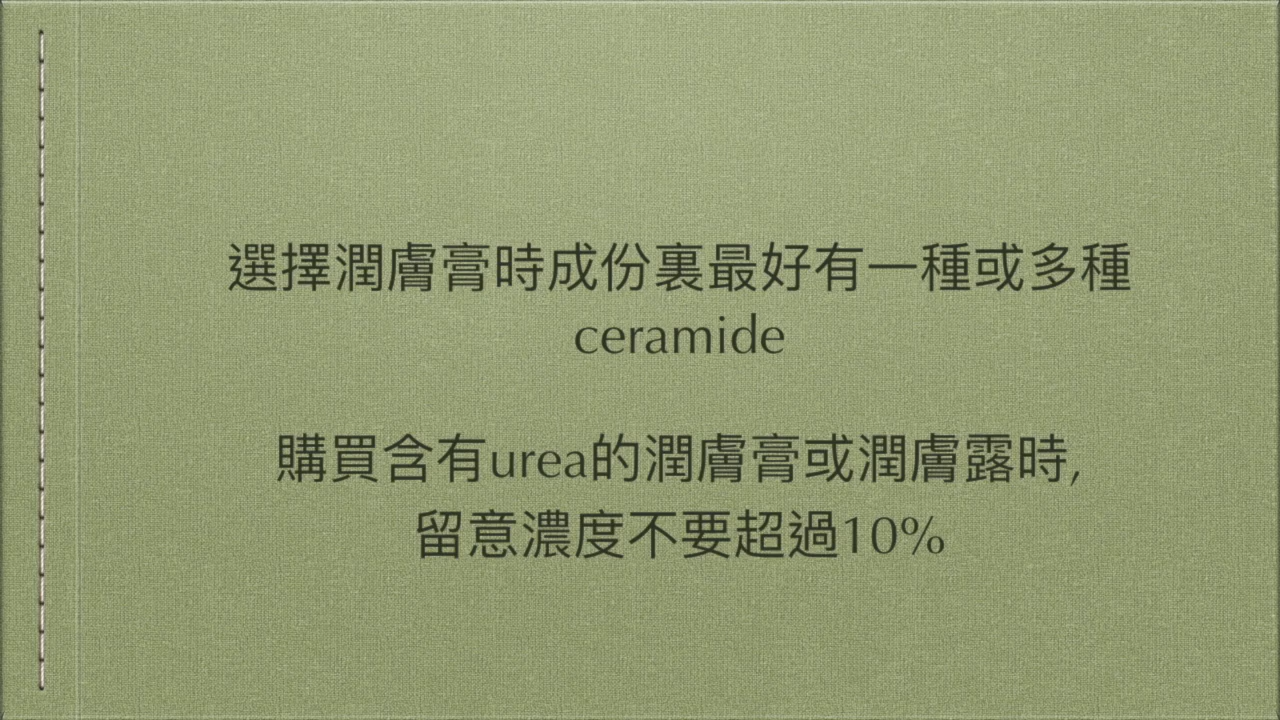 選擇潤膚膏時成份裏最好有一種或多種
ceramide
購買含有urea的潤膚膏或潤膚露時,
留意濃度不要超過10%